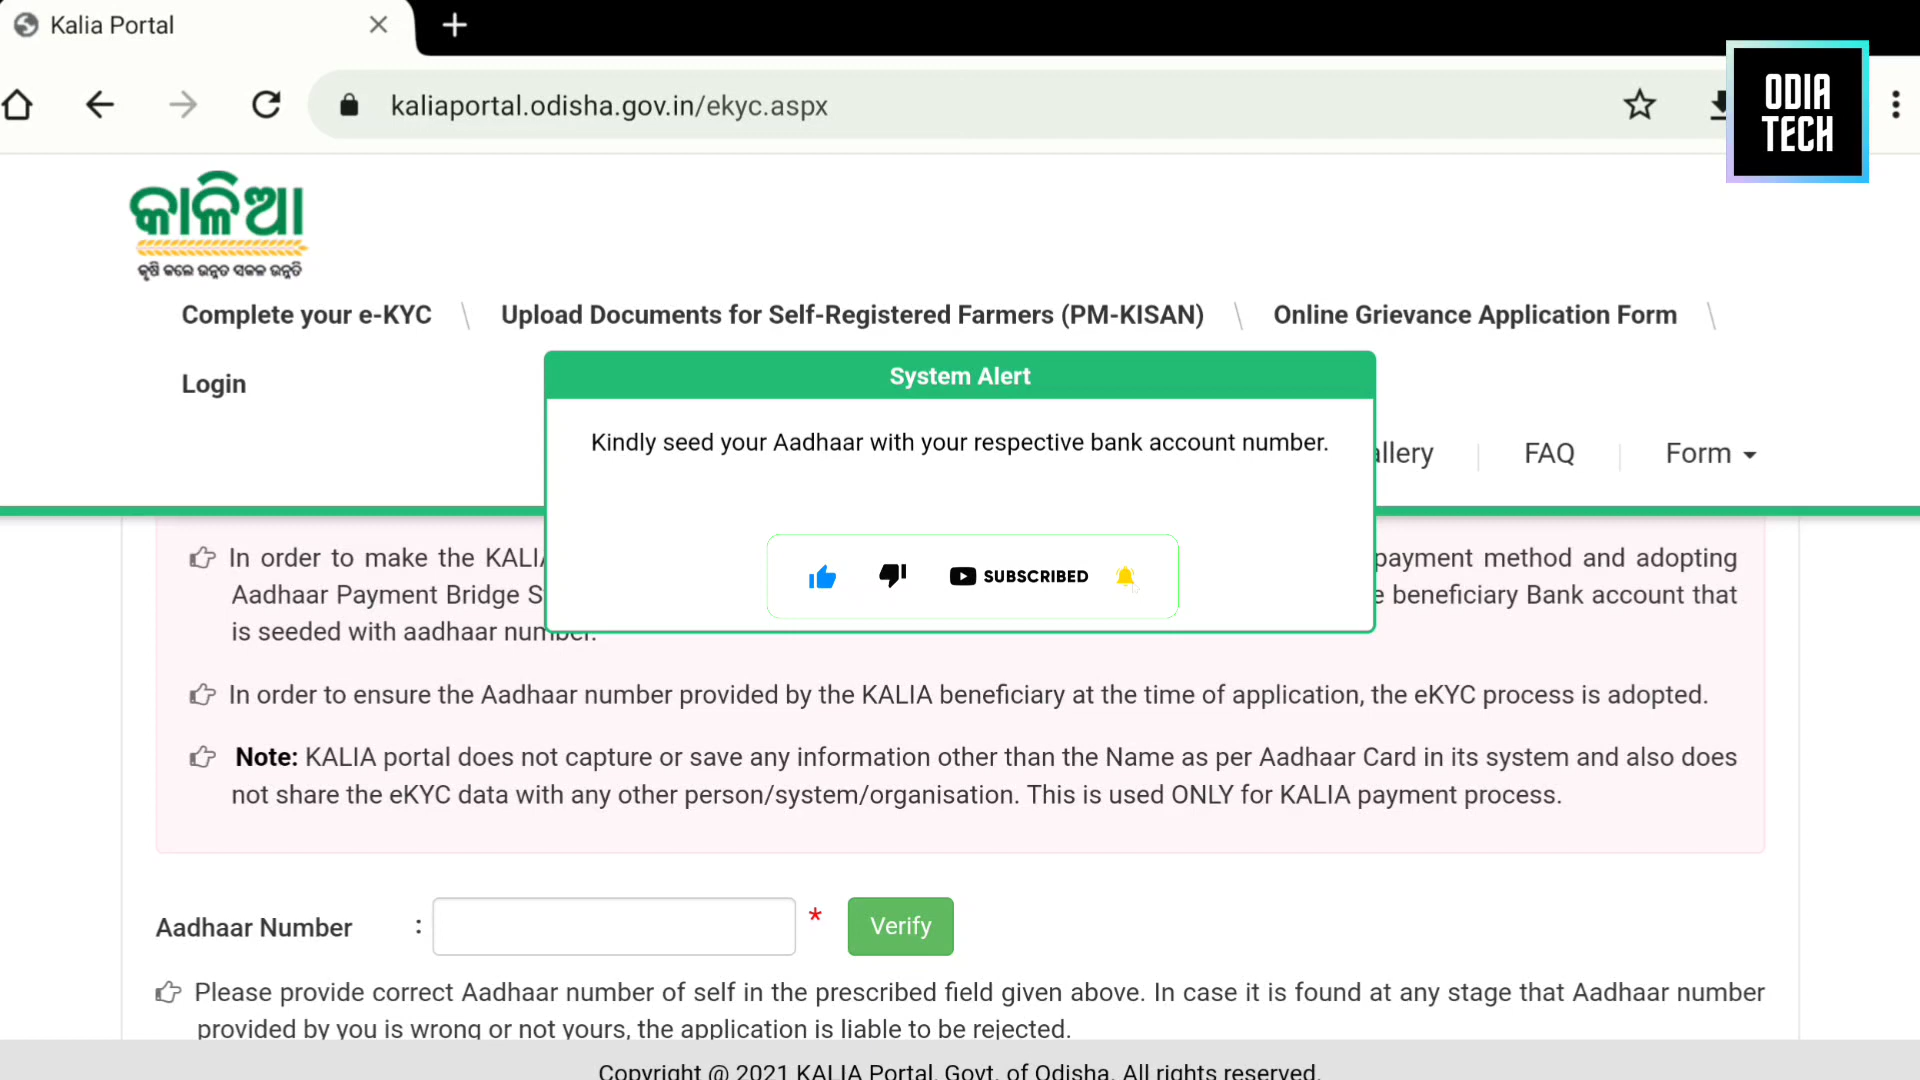 Kalia Portal
kaliaportal.odisha.gov.in/ekyc.aspx
ODIA
TECH
କାଳିଆ
କୃଷି କଲେ ଉନ୍ନତ ସକଳ ଉନ୍ନତି
Complete your e-KYC \ Upload Documents for Self-Registered Farmers (PM-KISAN) \ Online Grievance Application Form \
Login
System Alert
Kindly seed your Aadhaar with your respective bank account number.
allery FAQ Form
SUBSCRIBED
In order to make the KALI payment method and adopting
Aadhaar Payment Bridge S e beneficiary Bank account that
is seeded with aadhaar number.
In order to ensure the Aadhaar number provided by the KALIA beneficiary at the time of application, the eKYC process is adopted.
Note: KALIA portal does not capture or save any information other than the Name as per Aadhaar Card in its system and also does
not share the eKYC data with any other person/system/organisation. This is used ONLY for KALIA payment process.
Aadhaar Number : * Verify
Please provide correct Aadhaar number of self in the prescribed field given above. In case it is found at any stage that Aadhaar number
provided by you is wrong or not yours, the application is liable to be rejected.
Copyright @ 2021 KALIA Portal, Govt. of Odisha, All rights reserved.